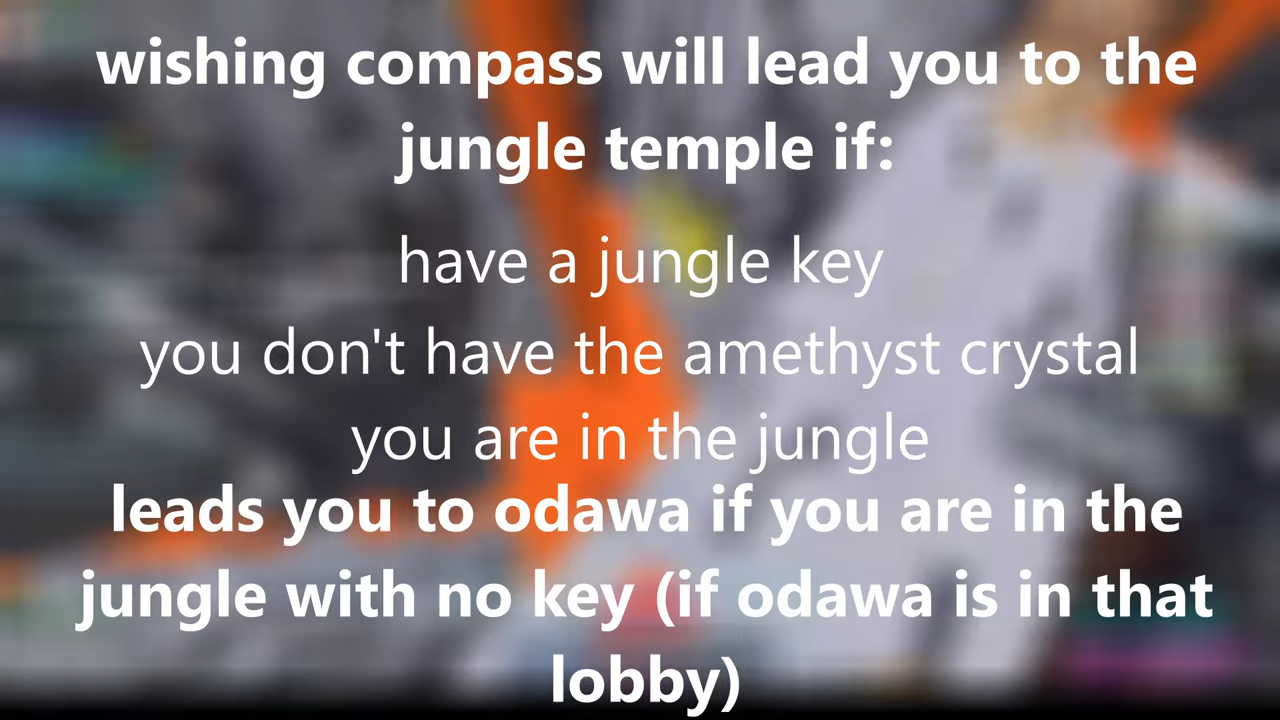 wishing compass will lead you to the
jungle temple if:
have a jungle key
you don't have the amethyst crystal
you are in the jungle
leads you to odawa if you are in the
jungle with no key (if odawa is in that
lobby)